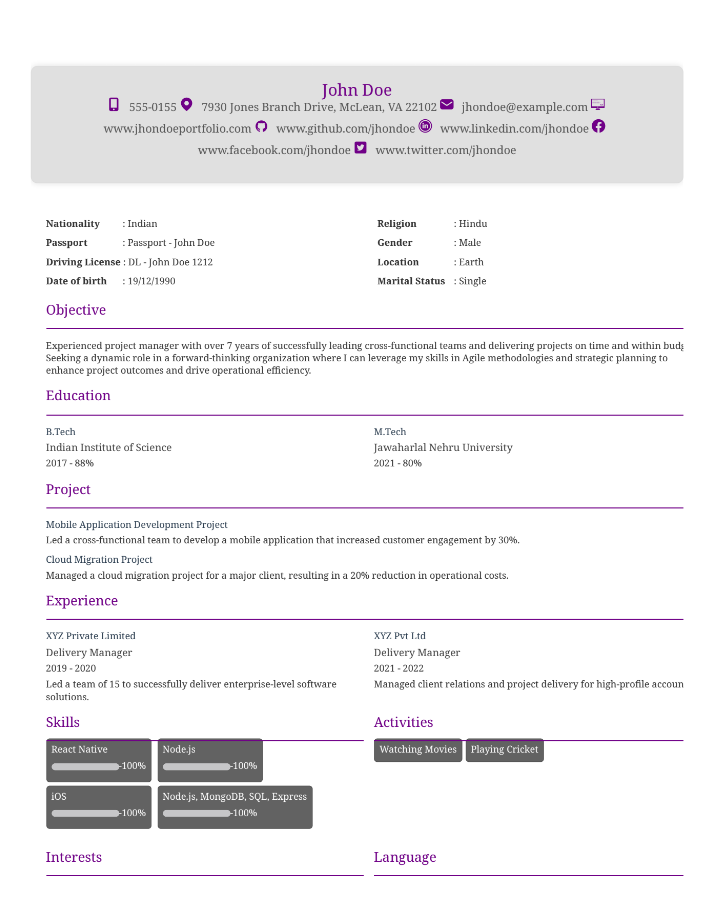 John Doe
555-0155 7930 Jones Branch Drive, McLean, VA 22102 jhondoe@example.com
www.jhondoeportfolio.com www.github.com/jhondoe www.linkedin.com/jhondoe
www.facebook.com/jhondoe www.twitter.com/jhondoe
Nationality : Indian
Religion : Hindu
Passport : Passport - John Doe
Gender : Male
Driving License : DL - John Doe 1212
Location : Earth
Date of birth : 19/12/1990
Marital Status : Single
Objective
Experienced project manager with over 7 years of successfully leading cross-functional teams and delivering projects on time and within budg
Seeking a dynamic role in a forward-thinking organization where I can leverage my skills in Agile methodologies and strategic planning to
enhance project outcomes and drive operational efficiency.
Education
B.Tech
Indian Institute of Science
2017 - 88%
M.Tech
Jawaharlal Nehru University
2021 - 80%
Project
Mobile Application Development Project
Led a cross-functional team to develop a mobile application that increased customer engagement by 30%.
Cloud Migration Project
Managed a cloud migration project for a major client, resulting in a 20% reduction in operational costs.
Experience
XYZ Private Limited
Delivery Manager
2019 - 2020
Led a team of 15 to successfully deliver enterprise-level software
solutions.
XYZ Pvt Ltd
Delivery Manager
2021 - 2022
Managed client relations and project delivery for high-profile accoun
Skills
React Native
-100%
Node.js
-100%
iOS
-100%
Node.js, MongoDB, SQL, Express
-100%
Activities
Watching Movies
Playing Cricket
Interests
Language